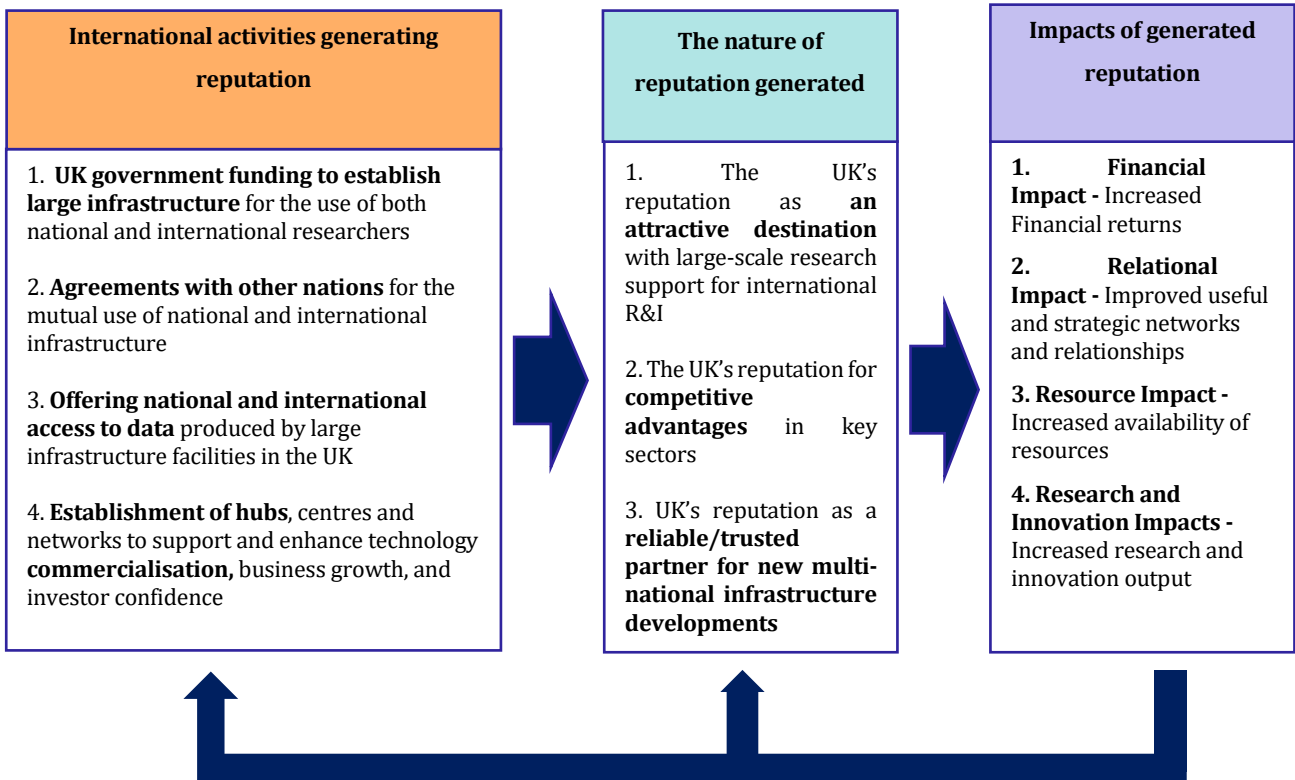 International activities generating
reputation
1. UK government funding to establish
large infrastructure for the use of both
national and international researchers
2. Agreements with other nations for the
mutual use of national and international
infrastructure
3. Offering national and international
access to data produced by large
infrastructure facilities in the UK
4. Establishment of hubs, centres and
networks to support and enhance technology
commercialisation, business growth, and
investor confidence
The nature of
reputation generated
1. The UK’s
reputation as an
attractive destination
with large-scale research
support for international
R&I
2. The UK’s reputation for
competitive
advantages in key
sectors
3. UK’s reputation as a
reliable/trusted
partner for new multi-
national infrastructure
developments
Impacts of generated
reputation
1. Financial
Impact - Increased
Financial returns
2. Relational
Impact - Improved useful
and strategic networks
and relationships
3. Resource Impact -
Increased availability of
resources
4. Research and
Innovation Impacts -
Increased research and
innovation output